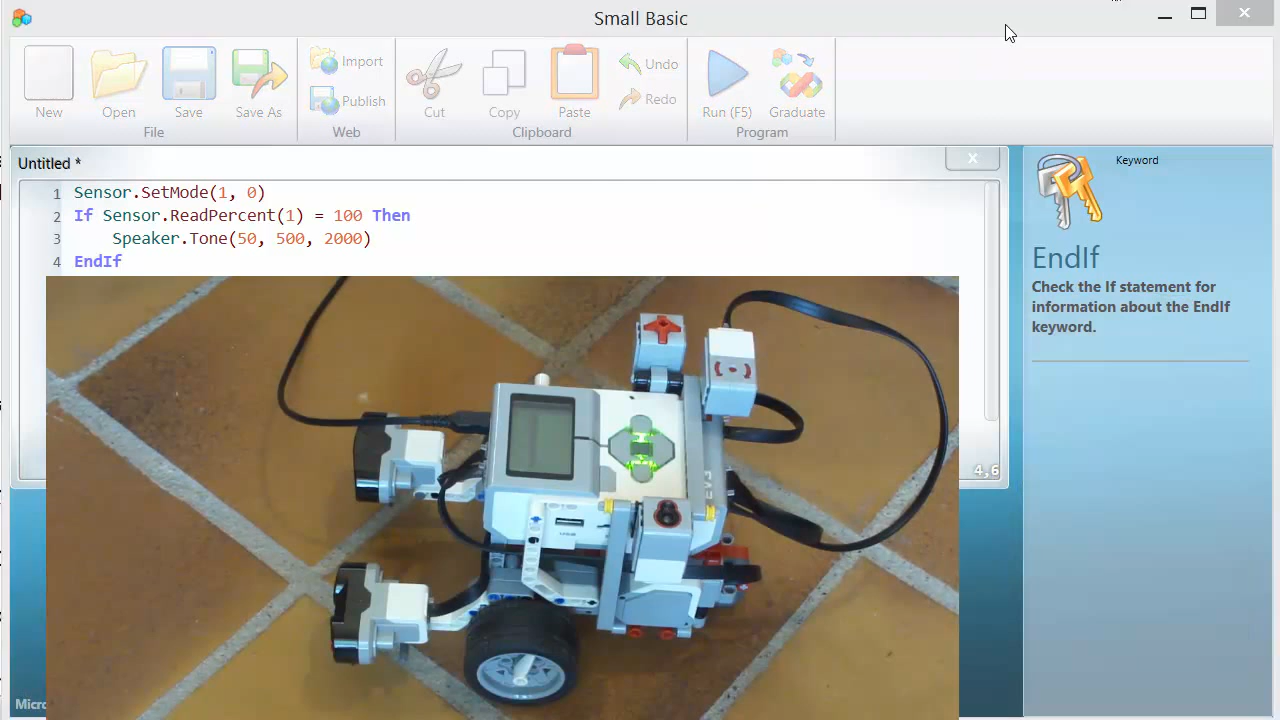 Small Basic
New
Open
Save
Save As
File
Import
Publish
Web
Cut
Copy
Paste
Undo
Redo
Clipboard
Run (F5)
Graduate
Program
Untitled *
1 Sensor.SetMode(1, 0)
2 If Sensor.ReadPercent(1) = 100 Then
3 Speaker.Tone(50, 500, 2000)
4 EndIf
4,6
Keyword
EndIf
Check the If statement for
information about the EndIf
keyword.
EV3
Micro